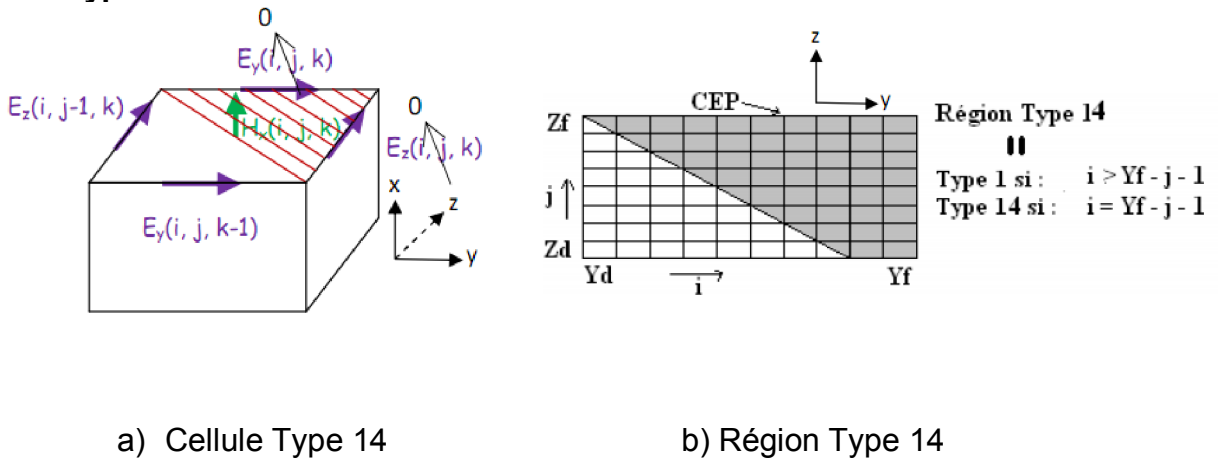 0
Ey(i, j, k)
Ez(i, j-1, k)
0
Hx(i, j, k)
Ez(i, j, k)
x
z
y
Ey(i, j, k-1)
z
y
CEP
Zf
j
Zd
Yd
i
Yf
Région Type 14
Type 1 si : i > Yf - j - 1
Type 14 si : i = Yf - j - 1
a) Cellule Type 14
b) Région Type 14